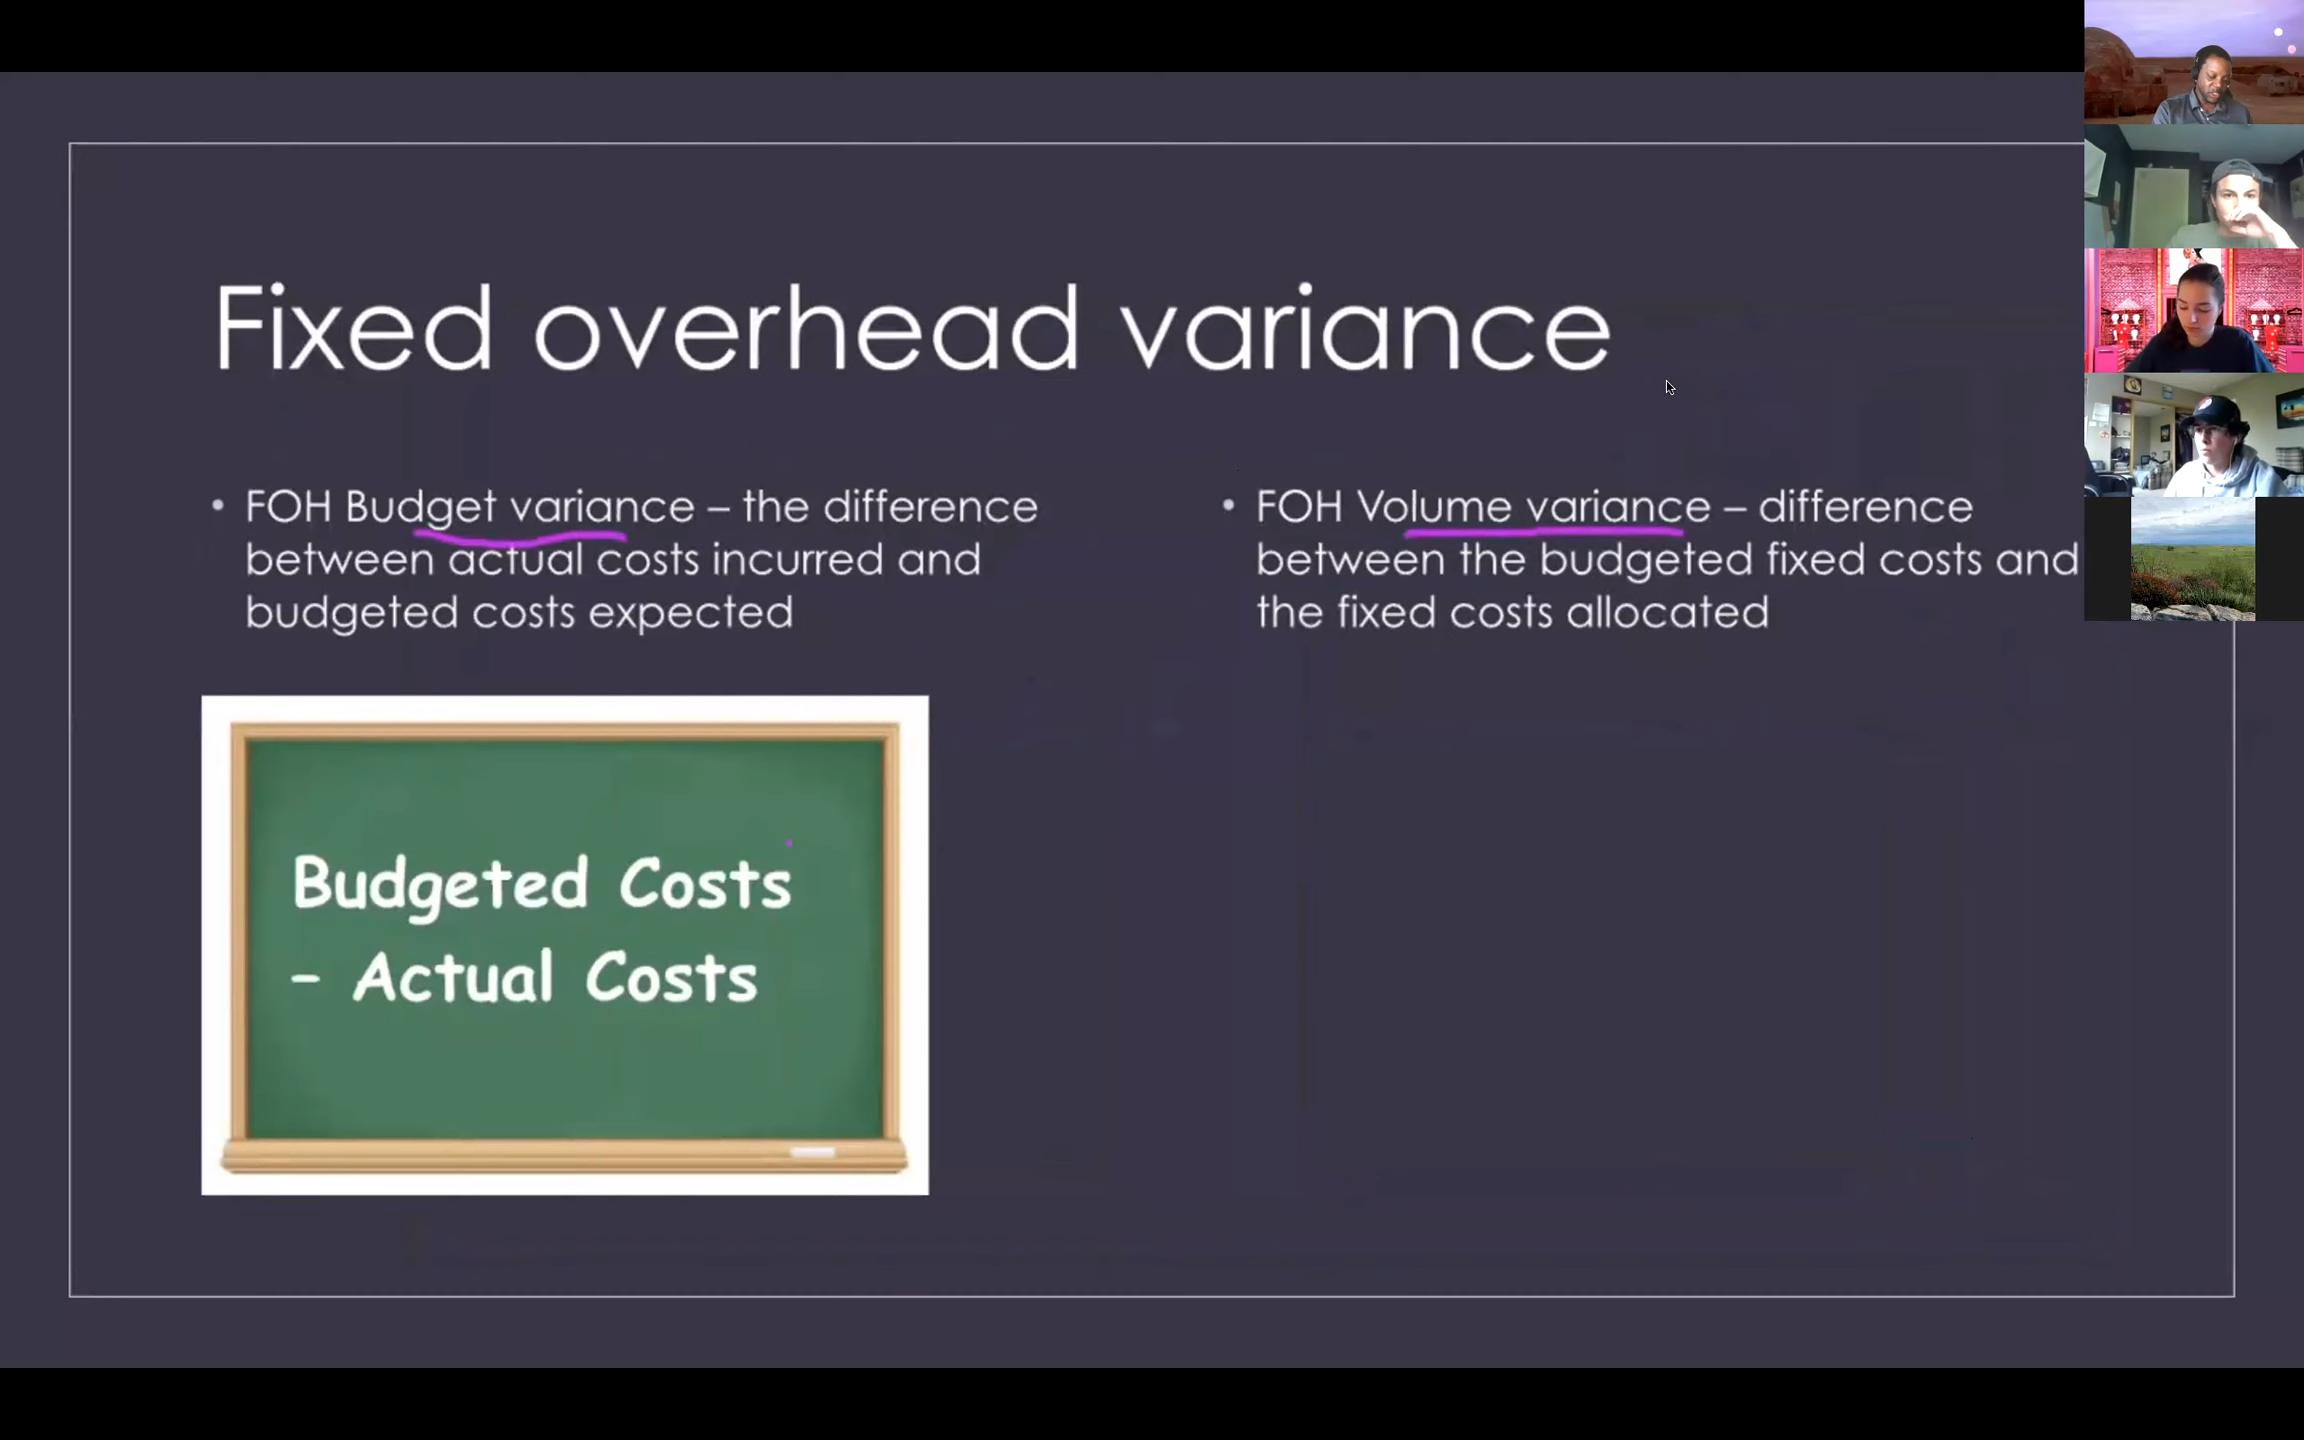 Fixed overhead variance
• FOH Budget variance – the difference
between actual costs incurred and
budgeted costs expected
• FOH Volume variance – difference
between the budgeted fixed costs and
the fixed costs allocated
Budgeted Costs
– Actual Costs